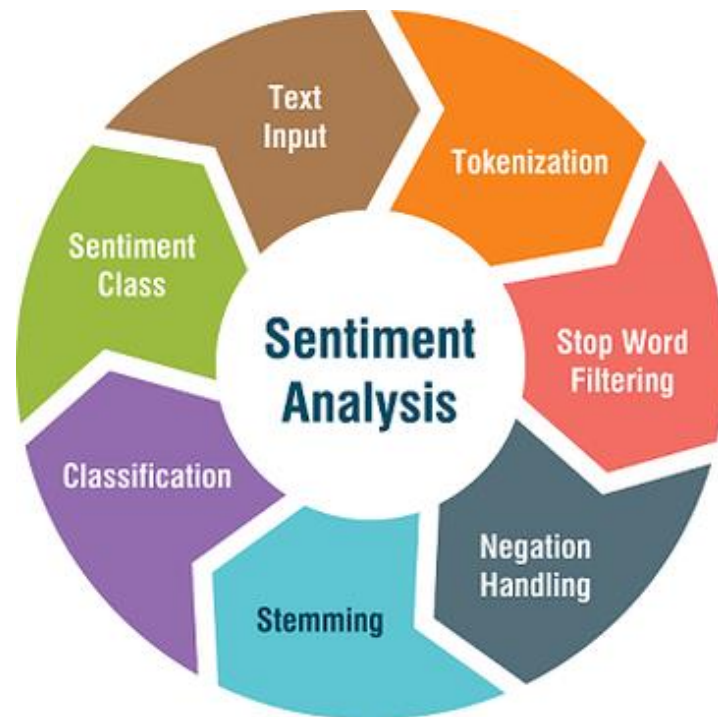 Sentiment
Analysis
Text
Input
Tokenization
Stop Word
Filtering
Negation
Handling
Stemming
Classification
Sentiment
Class